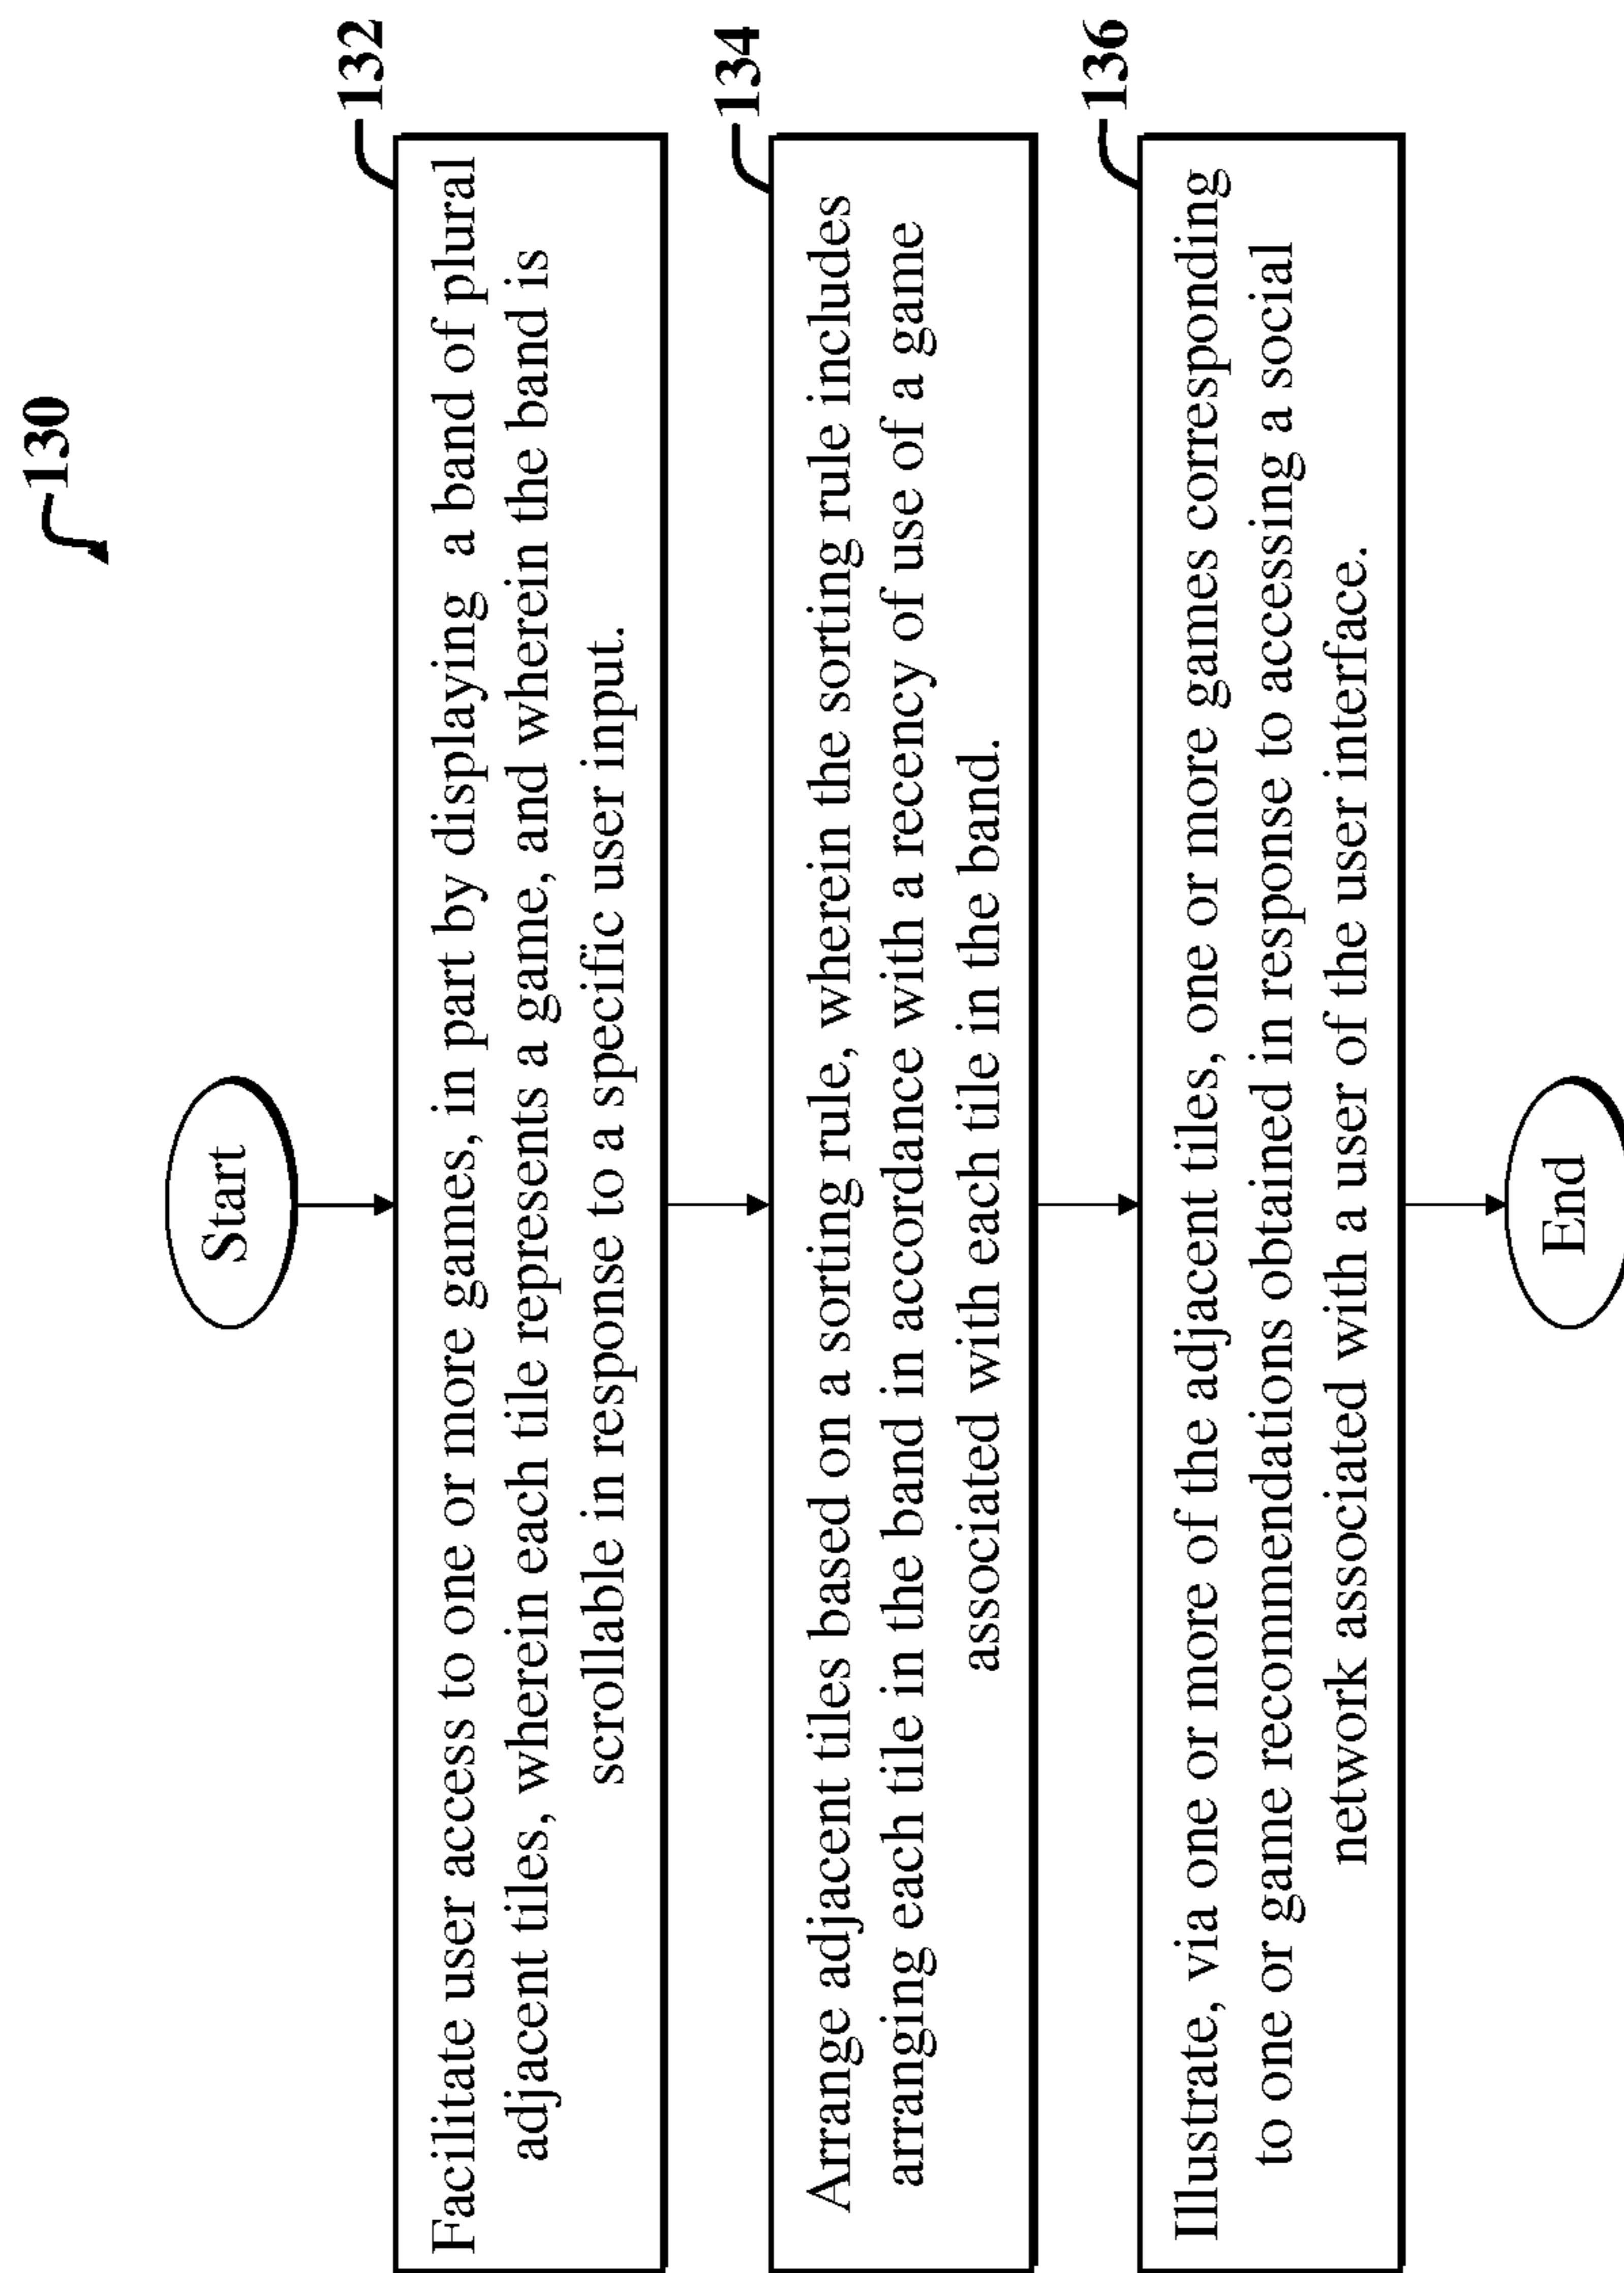 130
Start
132
Facilitate user access to one or more games, in part by displaying a band of plural
adjacent tiles, wherein each tile represents a game, and wherein the band is
scrollable in response to a specific user input.
134
Arrange adjacent tiles based on a sorting rule, wherein the sorting rule includes
arranging each tile in the band in accordance with a recency of use of a game
associated with each tile in the band.
136
Illustrate, via one or more of the adjacent tiles, one or more games corresponding
to one or game recommendations obtained in response to accessing a social
network associated with a user of the user interface.
End